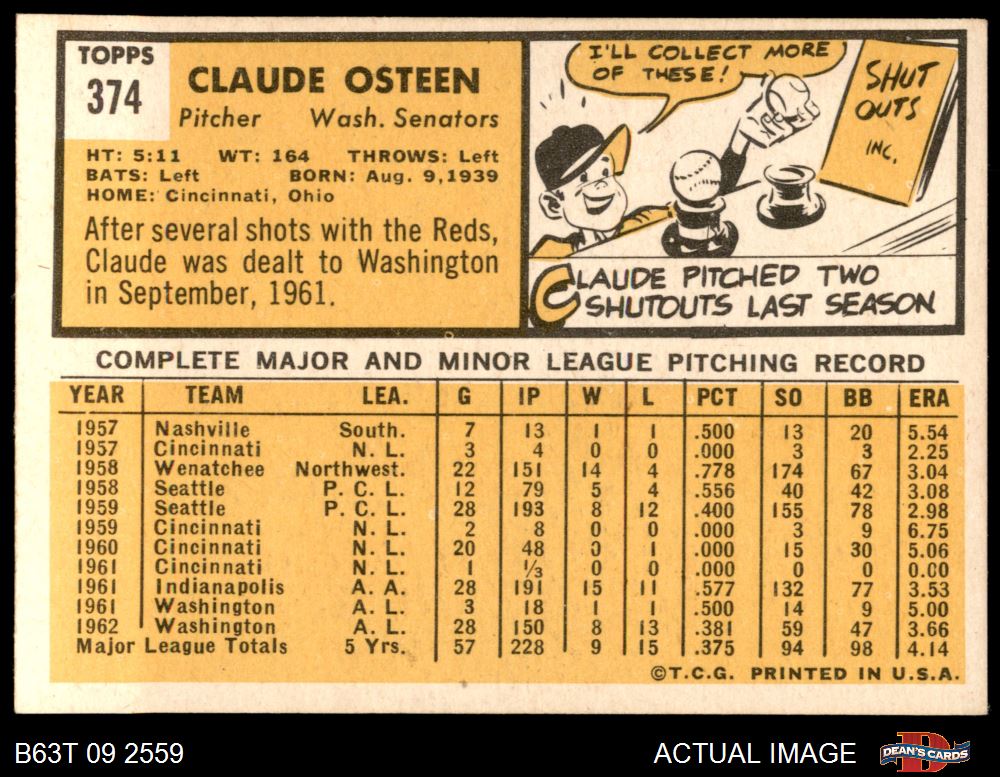 TOPPS
374
CLAUDE OSTEEN
Pitcher Wash. Senators
HT: 5:11 WT: 164 THROWS: Left
BATS: Left BORN: Aug. 9, 1939
HOME: Cincinnati, Ohio
After several shots with the Reds,
Claude was dealt to Washington
in September, 1961.
I'LL COLLECT MORE
OF THESE!
SHUT
OUTS
INC.
CLAUDE PITCHED TWO
SHUTOUTS LAST SEASON
COMPLETE MAJOR AND MINOR LEAGUE PITCHING RECORD
YEAR TEAM LEA. G IP W L PCT SO BB ERA
1957 Nashville South. 7 13 1 1 .500 13 20 5.54
1957 Cincinnati N. L. 3 4 0 0 .000 3 3 2.25
1958 Wenatchee Northwest. 22 151 14 4 .778 174 67 3.04
1958 Seattle P. C. L. 12 79 5 4 .556 40 42 3.08
1959 Seattle P. C. L. 28 193 8 12 .400 155 78 2.98
1959 Cincinnati N. L. 2 8 0 0 .000 3 9 6.75
1960 Cincinnati N. L. 20 48 0 1 .000 15 30 5.06
1961 Cincinnati N. L. 1 1/3 0 0 .000 0 0 0.00
1961 Indianapolis A. A. 28 191 15 11 .577 132 77 3.53
1961 Washington A. L. 3 18 1 1 .500 14 9 5.00
1962 Washington A. L. 28 150 8 13 .381 59 47 3.66
Major League Totals 5 Yrs. 57 228 9 15 .375 94 98 4.14
©T.C.G. PRINTED IN U.S.A.
B63T 09 2559 ACTUAL IMAGE DEAN'S CARDS